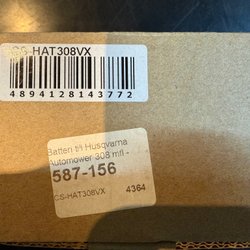 CS-HAT308VX
4894128143772
Batteri til Husqvarna
Automower 308 mfl -
587-156
CS-HAT308VX 4364